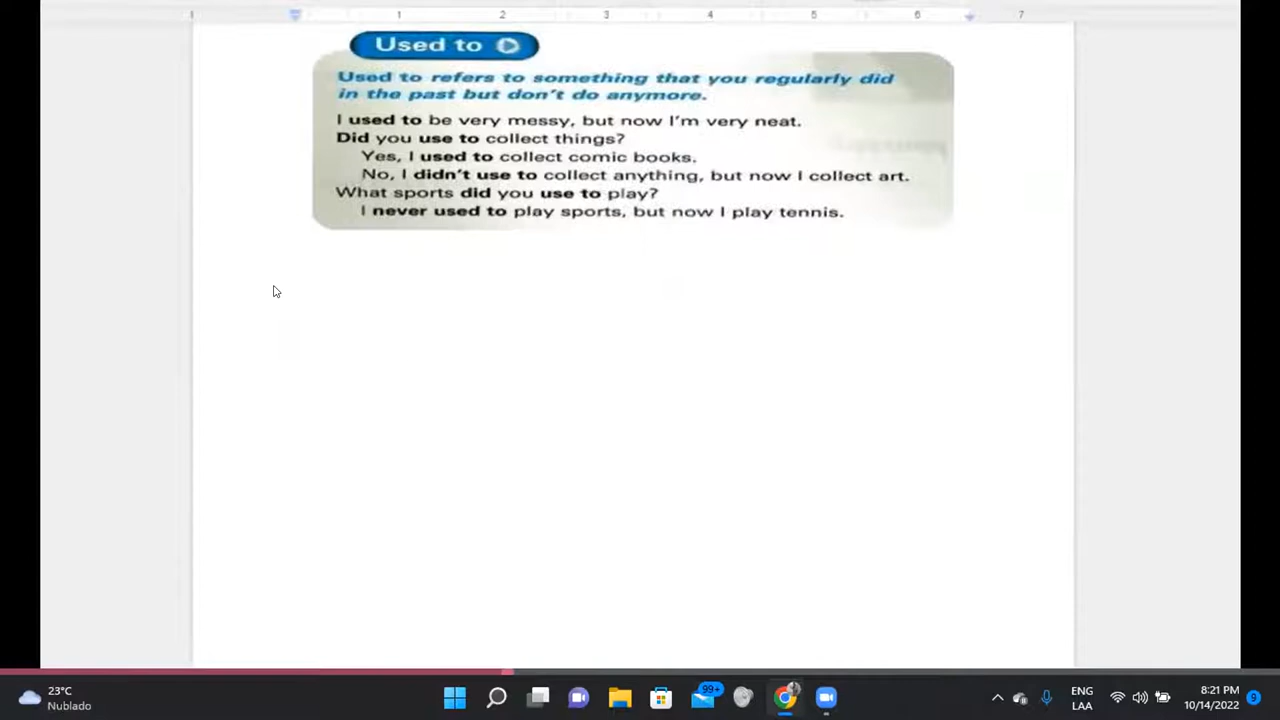 1 1 2 3 4 5 6 7
Used to
Used to refers to something that you regularly did
in the past but don't do anymore.
I used to be very messy, but now I'm very neat.
Did you use to collect things?
Yes, I used to collect comic books.
No, I didn't use to collect anything, but now I collect art.
What sports did you use to play?
I never used to play sports, but now I play tennis.
23°C
Nublado
99+
ENG
LAA
8:21 PM
10/14/2022
9